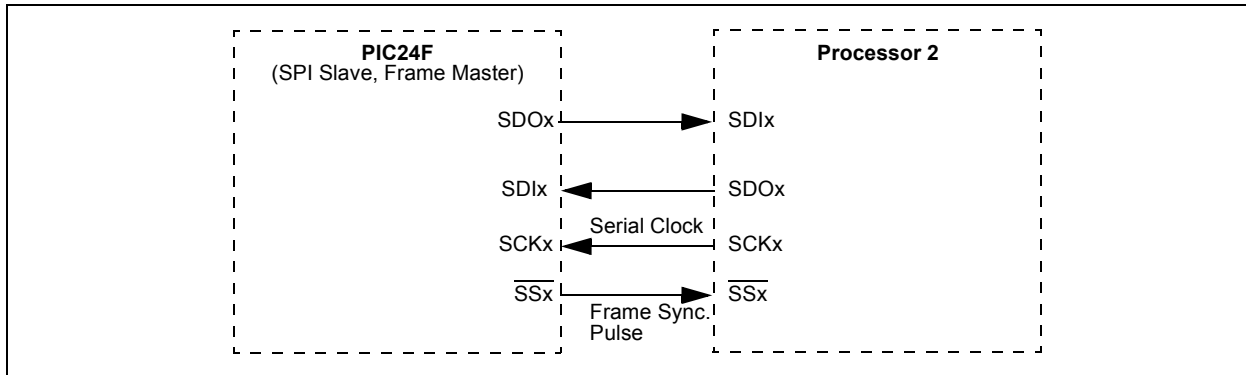 PIC24F
(SPI Slave, Frame Master)
Processor 2
SDOx
SDIx
SDIx
SDOx
Serial Clock
SCKx
SCKx
SSx
SSx
Frame Sync.
Pulse